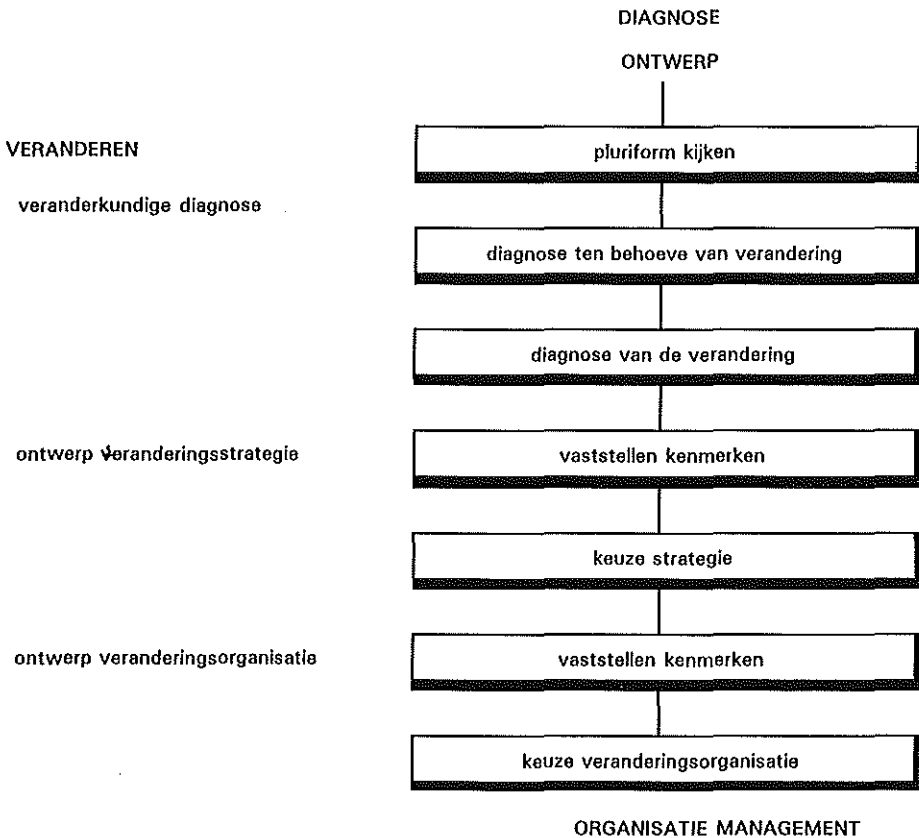 DIAGNOSE
ONTWERP
VERANDEREN
pluriform kijken
veranderkundige diagnose
diagnose ten behoeve van verandering
diagnose van de verandering
ontwerp veranderingsstrategie
vaststellen kenmerken
keuze strategie
ontwerp veranderingsorganisatie
vaststellen kenmerken
keuze veranderingsorganisatie
ORGANISATIE MANAGEMENT